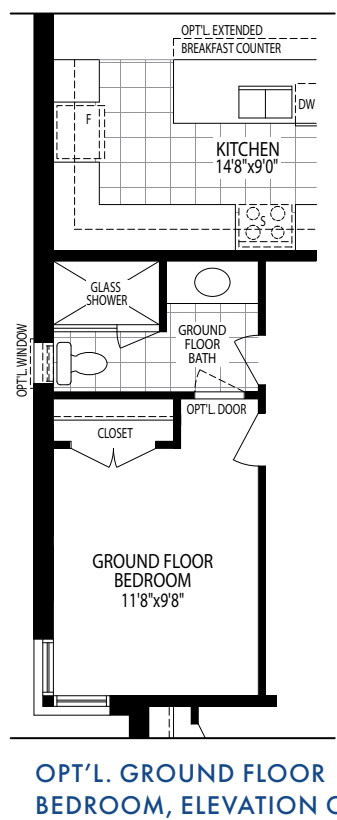 OPT'L. EXTENDED
BREAKFAST COUNTER
DW
F
KITCHEN
14'8"x9'0"
S
GLASS
SHOWER
GROUND
FLOOR
BATH
OPT'L. WINDOW
OPT'L. DOOR
CLOSET
GROUND FLOOR
BEDROOM
11'8"x9'8"
OPT'L. GROUND FLOOR
BEDROOM, ELEVATION C